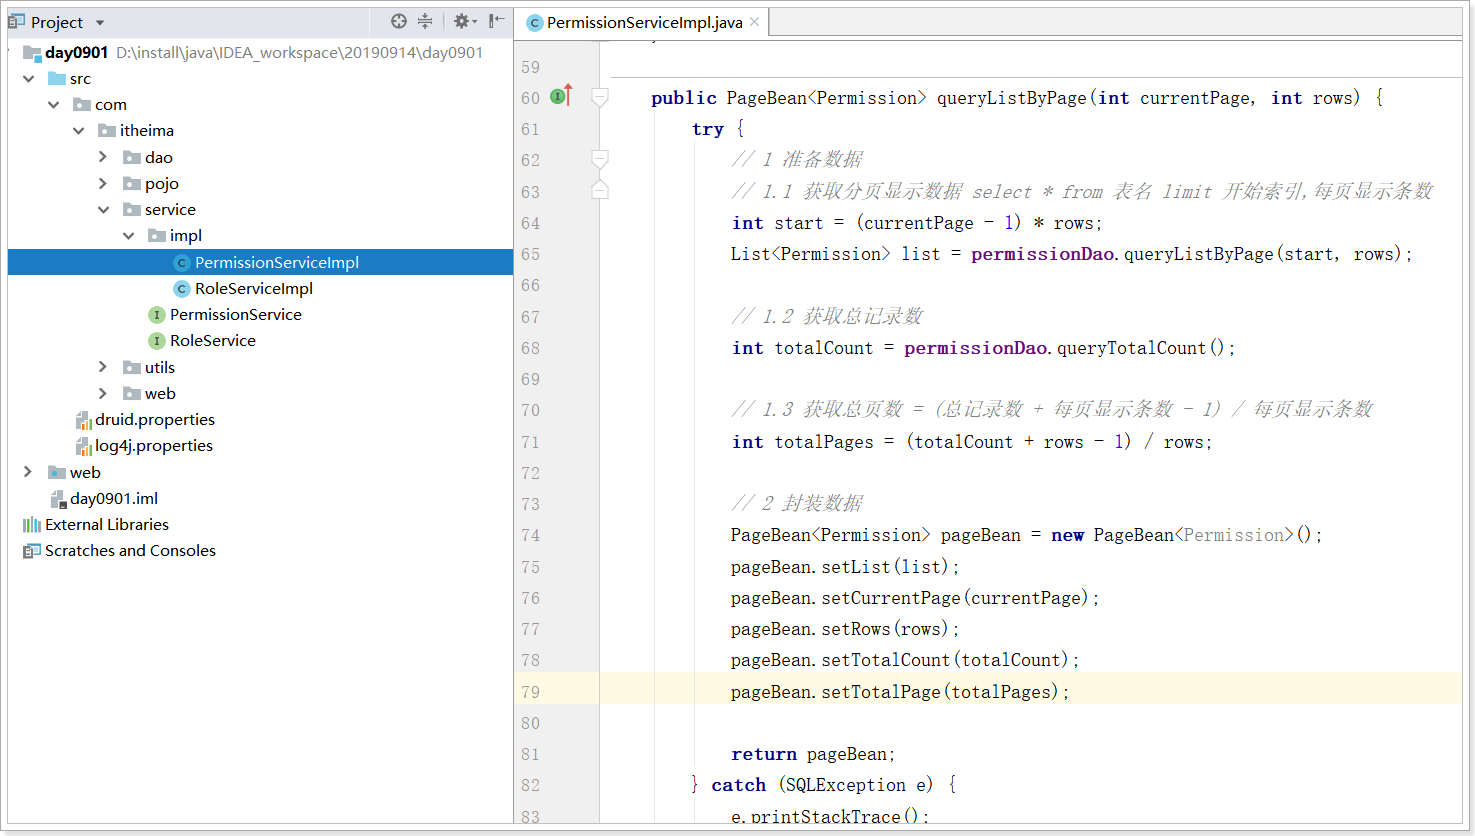 Project
day0901 D:\install\java\IDEA_workspace\20190914\day0901
src
com
itheima
dao
pojo
service
impl
PermissionServiceImpl
RoleServiceImpl
PermissionService
RoleService
utils
web
druid.properties
log4j.properties
web
day0901.iml
External Libraries
Scratches and Consoles
PermissionServiceImpl.java
59
60 public PageBean<Permission> queryListByPage(int currentPage, int rows) {
61 try {
62 // 1 准备数据
63 // 1.1 获取分页显示数据 select * from 表名 limit 开始索引,每页显示条数
64 int start = (currentPage - 1) * rows;
65 List<Permission> list = permissionDao.queryListByPage(start, rows);
66
67 // 1.2 获取总记录数
68 int totalCount = permissionDao.queryTotalCount();
69
70 // 1.3 获取总页数 = (总记录数 + 每页显示条数 - 1) / 每页显示条数
71 int totalPages = (totalCount + rows - 1) / rows;
72
73 // 2 封装数据
74 PageBean<Permission> pageBean = new PageBean<Permission>();
75 pageBean.setList(list);
76 pageBean.setCurrentPage(currentPage);
77 pageBean.setRows(rows);
78 pageBean.setTotalCount(totalCount);
79 pageBean.setTotalPage(totalPages);
80
81 return pageBean;
82 } catch (SQLException e) {
83 e.printStackTrace();